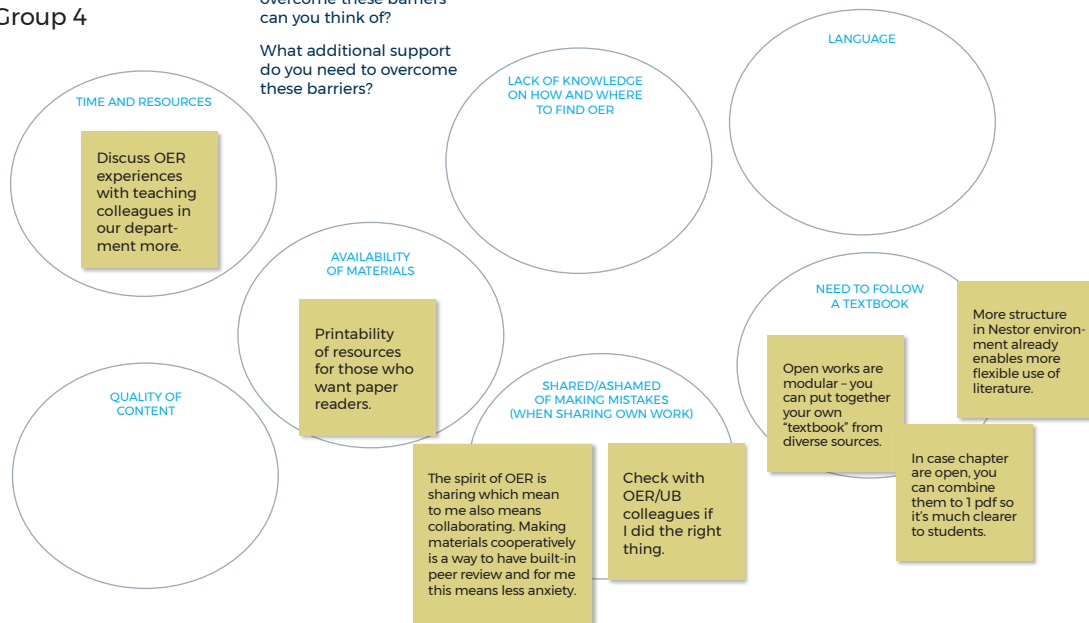 Group 4
overcome these barriers
can you think of?
What additional support
do you need to overcome
these barriers?
LANGUAGE
LACK OF KNOWLEDGE
ON HOW AND WHERE
TO FIND OER
TIME AND RESOURCES
Discuss OER
experiences
with teaching
colleagues in
our depart-
ment more.
AVAILABILITY
OF MATERIALS
Printability
of resources
for those who
want paper
readers.
NEED TO FOLLOW
A TEXTBOOK
Open works are
modular – you
can put together
your own
“textbook” from
diverse sources.
More structure
in Nestor environ-
ment already
enables more
flexible use of
literature.
In case chapter
are open, you
can combine
them to 1 pdf so
it’s much clearer
to students.
QUALITY OF
CONTENT
SHARED/ASHAMED
OF MAKING MISTAKES
(WHEN SHARING OWN WORK)
The spirit of OER is
sharing which mean
to me also means
collaborating. Making
materials cooperatively
is a way to have built-in
peer review and for me
this means less anxiety.
Check with
OER/UB
colleagues if
I did the right
thing.